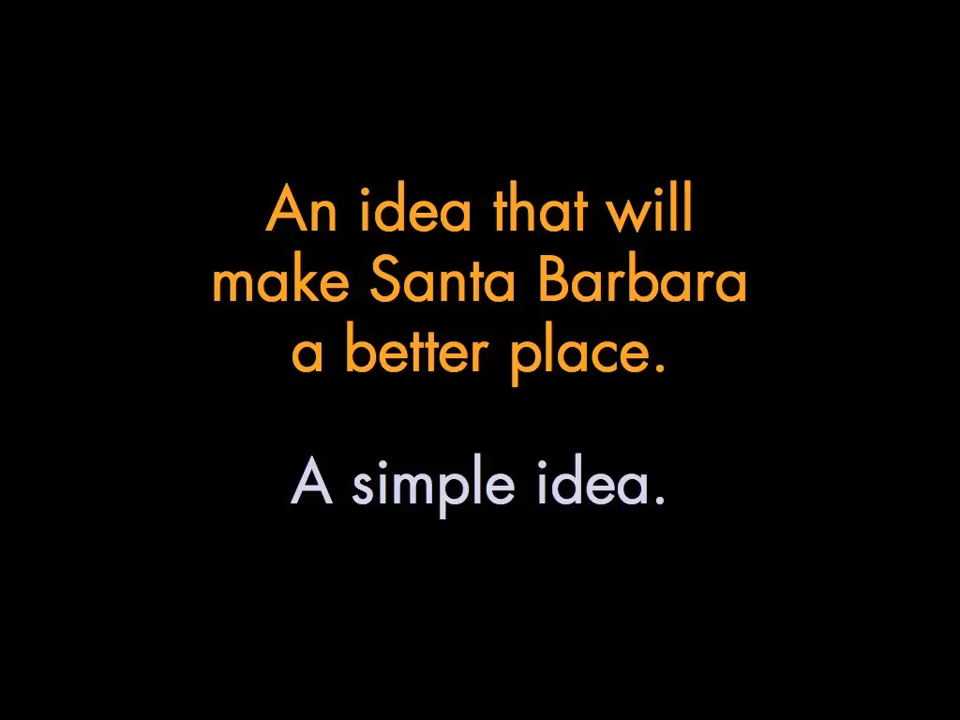 An idea that will
make Santa Barbara
a better place.
A simple idea.